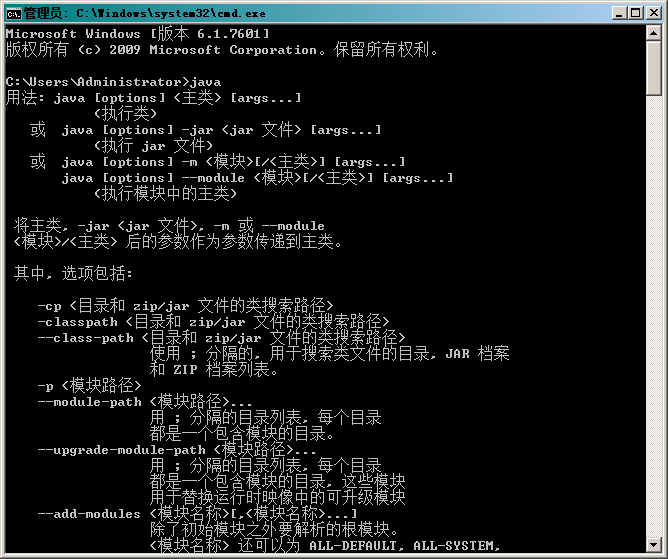 管理员: C:\Windows\system32\cmd.exe
Microsoft Windows [版本 6.1.7601]
版权所有 (c) 2009 Microsoft Corporation。保留所有权利。
C:\Users\Administrator>java
用法: java [options] <主类> [args...]
(执行类)
或 java [options] -jar <jar 文件> [args...]
(执行 jar 文件)
或 java [options] -m <模块>[/<主类>] [args...]
java [options] --module <模块>[/<主类>] [args...]
(执行模块中的主类)
将主类, -jar <jar 文件>, -m 或 --module
<模块>/<主类> 后的参数作为参数传递到主类。
其中, 选项包括:
-cp <目录和 zip/jar 文件的类搜索路径>
-classpath <目录和 zip/jar 文件的类搜索路径>
--class-path <目录和 zip/jar 文件的类搜索路径>
使用 ; 分隔的, 用于搜索类文件的目录, JAR 档案
和 ZIP 档案列表。
-p <模块路径>
--module-path <模块路径>...
用 ; 分隔的目录列表, 每个目录
都是一个包含模块的目录。
--upgrade-module-path <模块路径>...
用 ; 分隔的目录列表, 每个目录
都是一个包含模块的目录, 这些模块
用于替换运行时映像中的可升级模块
--add-modules <模块名称>[,<模块名称>...]
除了初始模块之外要解析的根模块。
<模块名称> 还可以为 ALL-DEFAULT, ALL-SYSTEM,